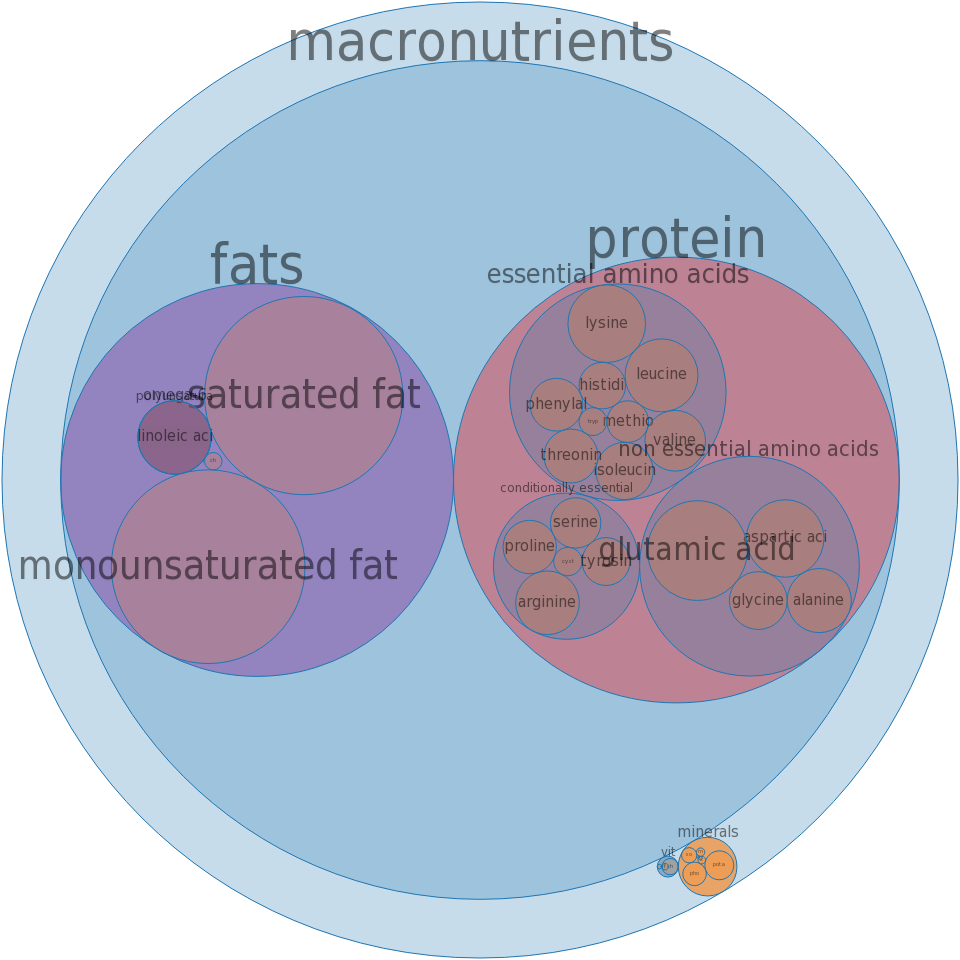 macronutrients
protein
fats
essential amino acids
lysine
leucine
histidi
saturated fat
phenylal
methio
tryp
linoleic aci
valine
non essential amino acids
threonin
isoleucin
conditionally essential
serine
aspartic aci
proline
glutamic acid
cyst
tyrosin
monounsaturated fat
glycine
alanine
arginine
minerals
vit
pota
pho